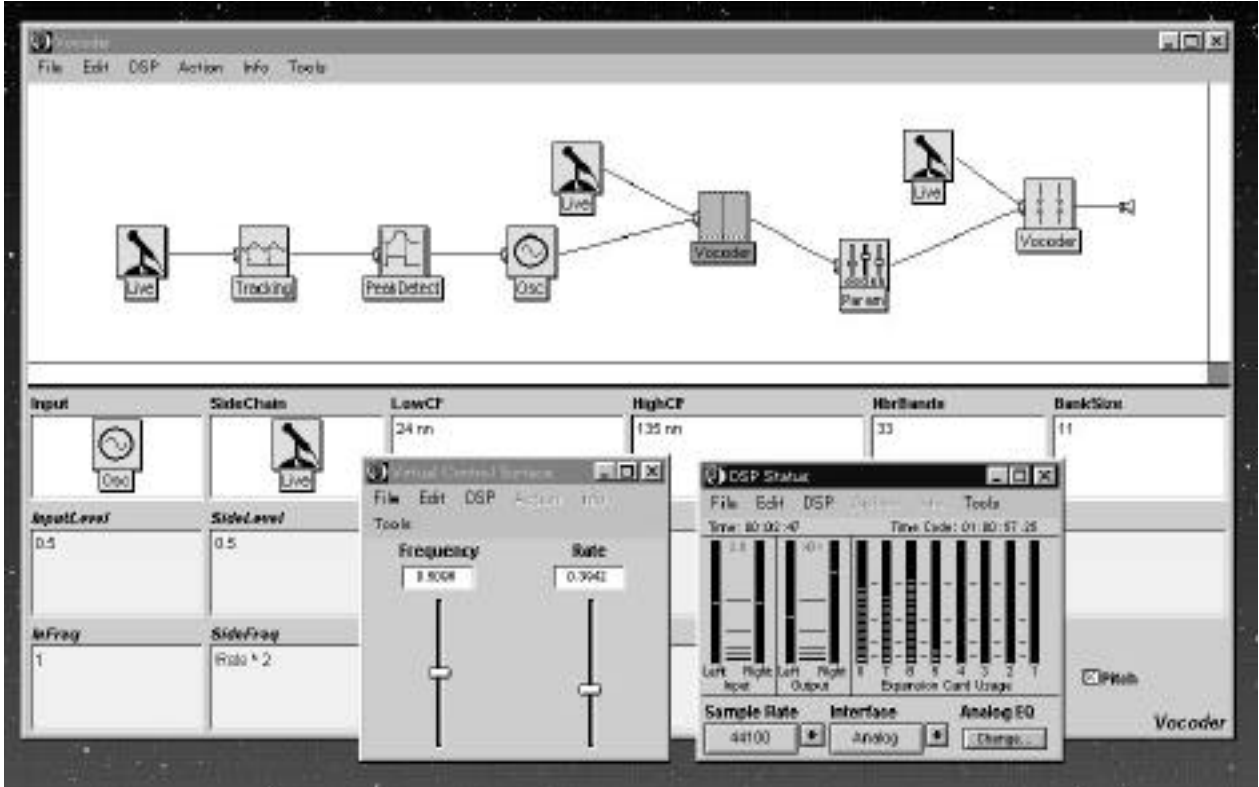 Vocoder
File Edit DSP Action Info Tools
Live
Live
Live
Vocoder
Vocoder
Tracking
PeakDetect
Osc
Param
Input SideChain LowCF HighCF NbrBands BankSize
24 nn 135 nn 33 11
Osc Live
InputLevel SideLevel
0.5 0.5
InFreq SideFreq
1 !Rate * 2
Pitch
Vocoder
Virtual Control Surface
File Edit DSP Action Info
Tools
Frequency Rate
0.3942
DSP Status
File Edit DSP Tools
Time: 00:02:47 Time Code: 01:00:57.25
Left Right Left Right 8 7 6 5 4 3 2 1
Input Output Expansion Card Usage
Sample Rate Interface Analog EQ
44100 Analog Change...